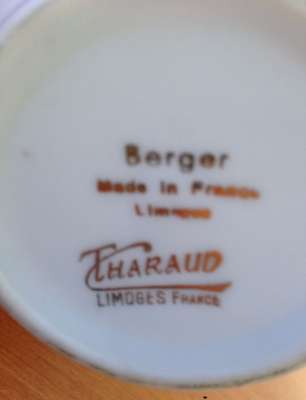 Berger
Made in France
Limoges
THARAUD
LIMOGES FRANCE